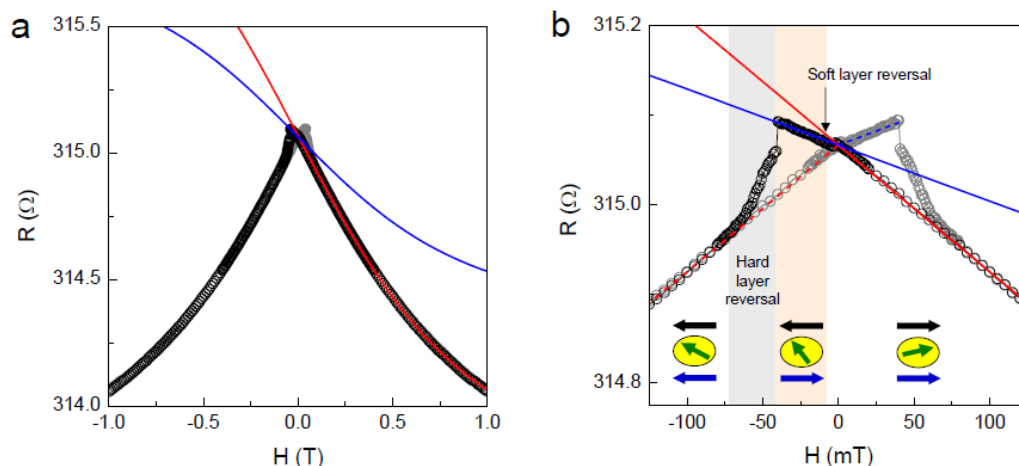 a
315.5
315.0
314.5
314.0
R (Ω)
-1.0
-0.5
0.0
0.5
1.0
H (T)
b
315.2
315.0
314.8
R (Ω)
Soft layer reversal
Hard
layer
reversal
-100
-50
0
50
100
H (mT)